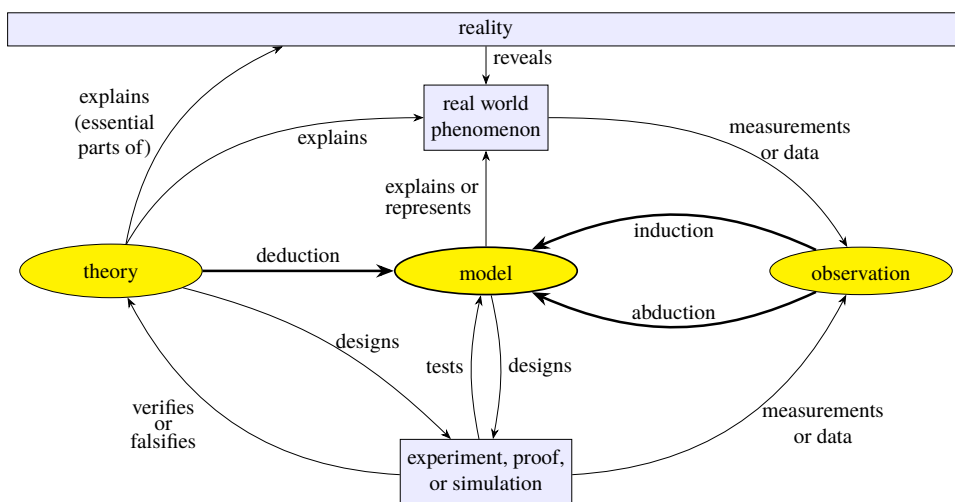 reality
reveals
explains
(essential
parts of)
real world
phenomenon
explains
measurements
or data
explains or
represents
theory
deduction
model
induction
observation
abduction
designs
tests
designs
verifies
or
falsifies
measurements
or data
experiment, proof,
or simulation